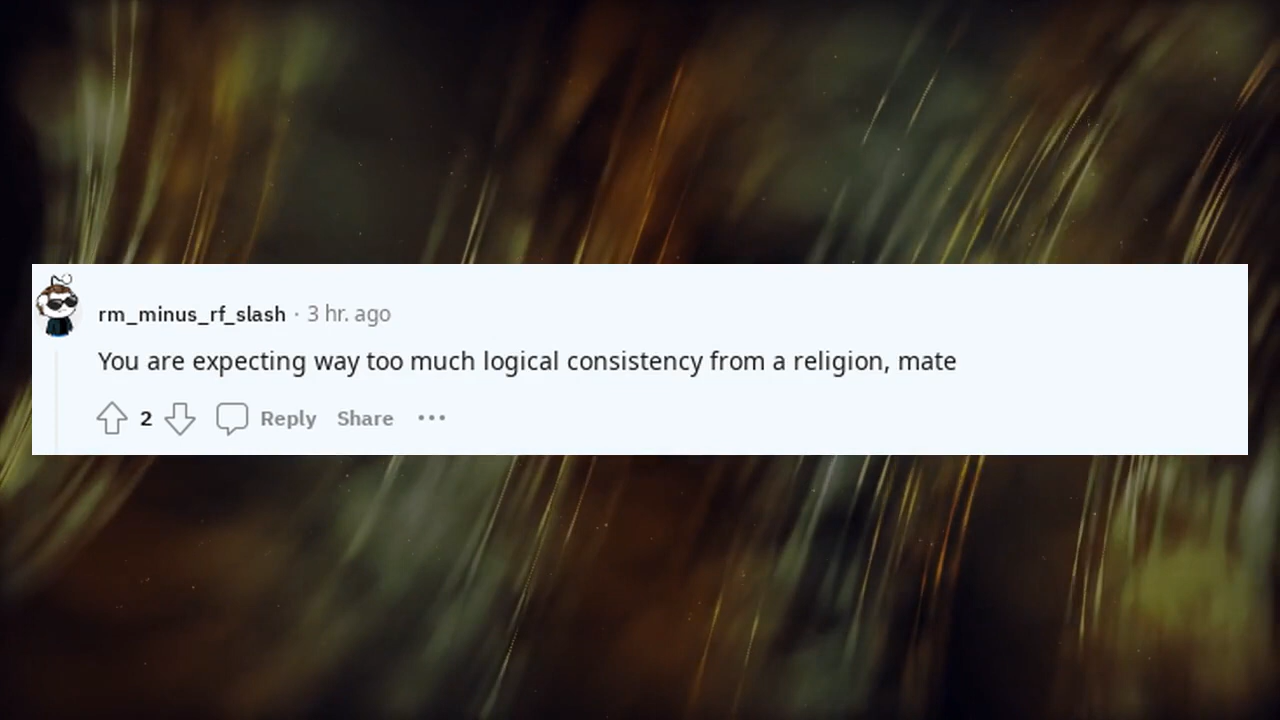 rm_minus_rf_slash · 3 hr. ago
You are expecting way too much logical consistency from a religion, mate
2 Reply Share ···